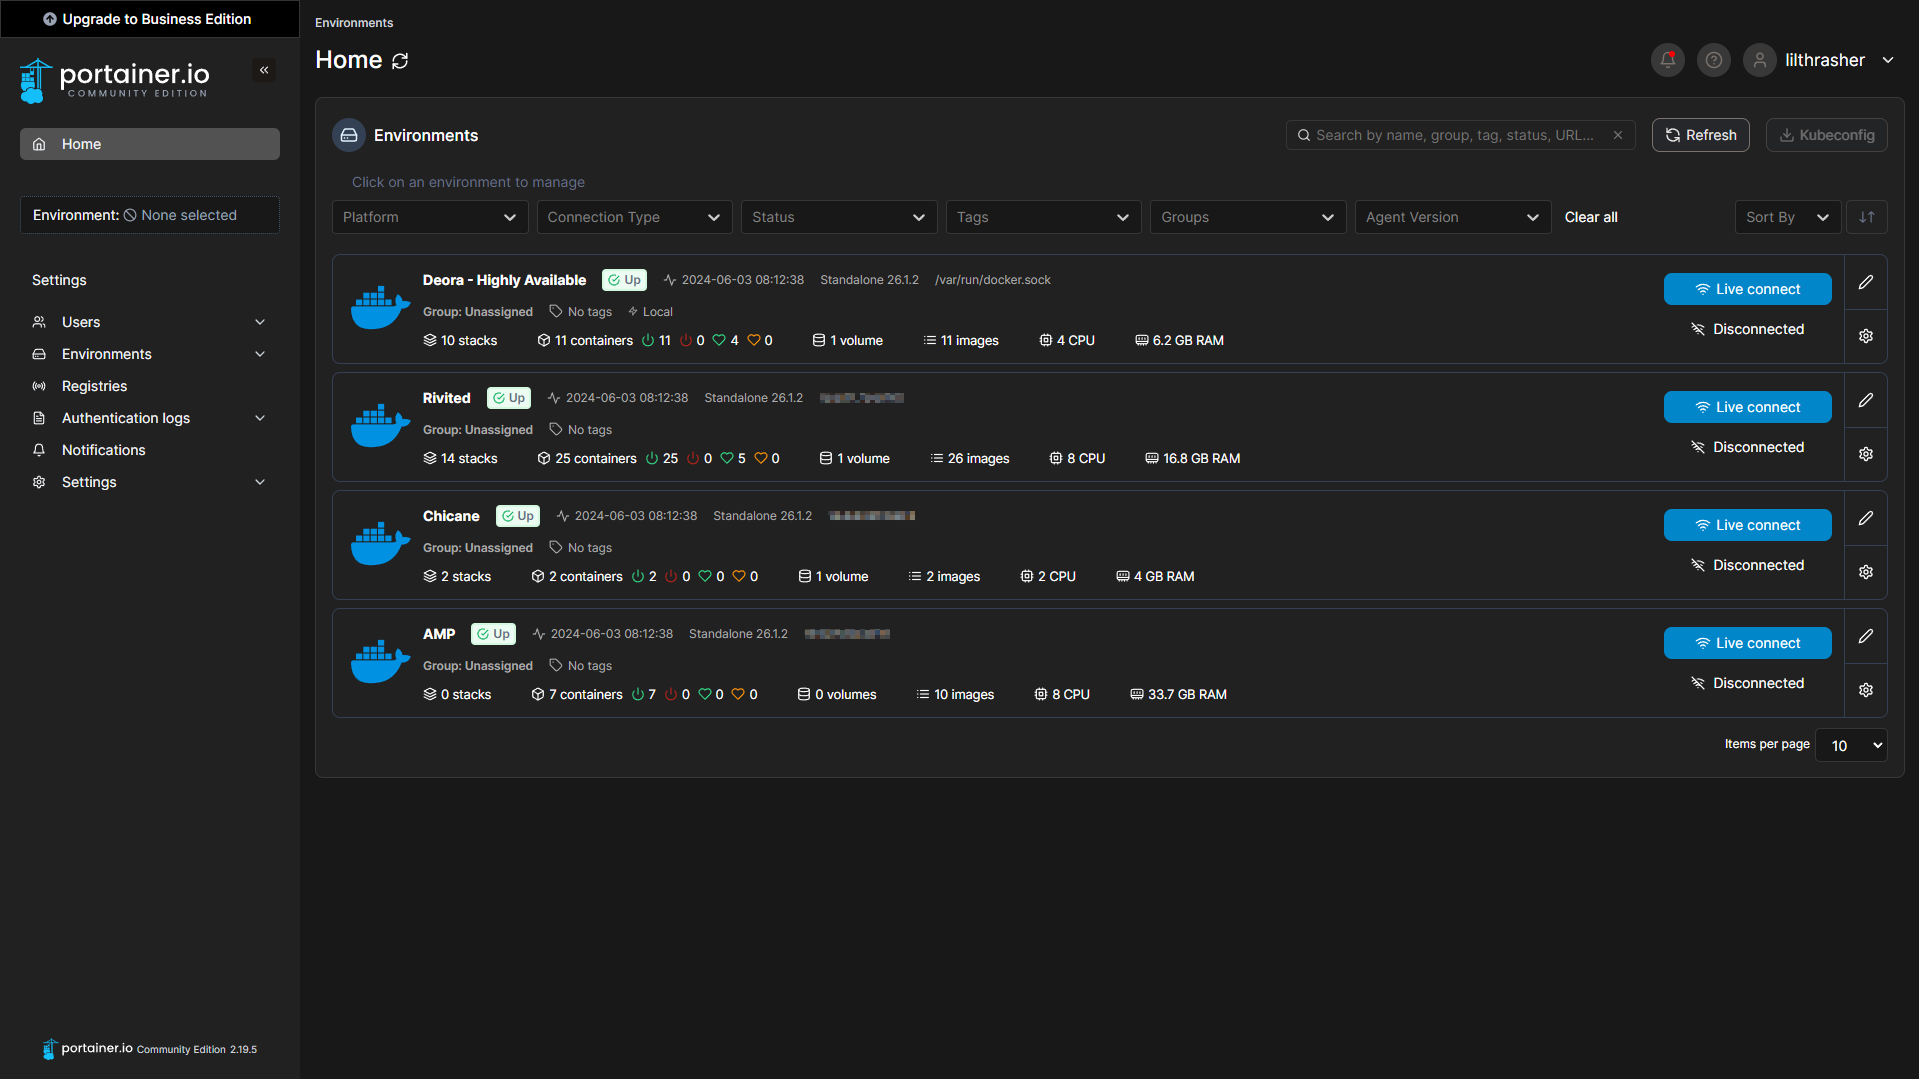 Upgrade to Business Edition
portainer.io
COMMUNITY EDITION
Home
Environment: None selected
Settings
Users
Environments
Registries
Authentication logs
Notifications
Settings
portainer.io Community Edition 2.19.5
Environments
Home
lilthrasher
Environments
Search by name, group, tag, status, URL...
Refresh
Kubeconfig
Click on an environment to manage
Platform
Connection Type
Status
Tags
Groups
Agent Version
Clear all
Sort By
Deora - Highly Available Up 2024-06-03 08:12:38 Standalone 26.1.2 /var/run/docker.sock
Group: Unassigned No tags Local
10 stacks 11 containers 11 0 4 0 1 volume 11 images 4 CPU 6.2 GB RAM
Live connect
Disconnected
Rivited Up 2024-06-03 08:12:38 Standalone 26.1.2
Group: Unassigned No tags
14 stacks 25 containers 25 0 5 0 1 volume 26 images 8 CPU 16.8 GB RAM
Live connect
Disconnected
Chicane Up 2024-06-03 08:12:38 Standalone 26.1.2
Group: Unassigned No tags
2 stacks 2 containers 2 0 0 0 1 volume 2 images 2 CPU 4 GB RAM
Live connect
Disconnected
AMP Up 2024-06-03 08:12:38 Standalone 26.1.2
Group: Unassigned No tags
0 stacks 7 containers 7 0 0 0 0 volumes 10 images 8 CPU 33.7 GB RAM
Live connect
Disconnected
Items per page 10